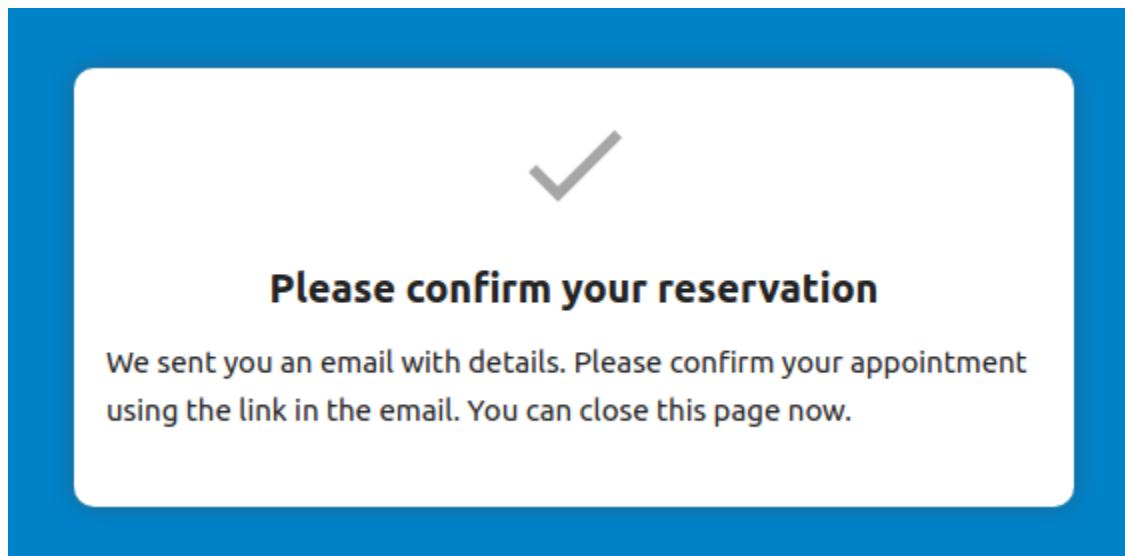 Please confirm your reservation
We sent you an email with details. Please confirm your appointment
using the link in the email. You can close this page now.